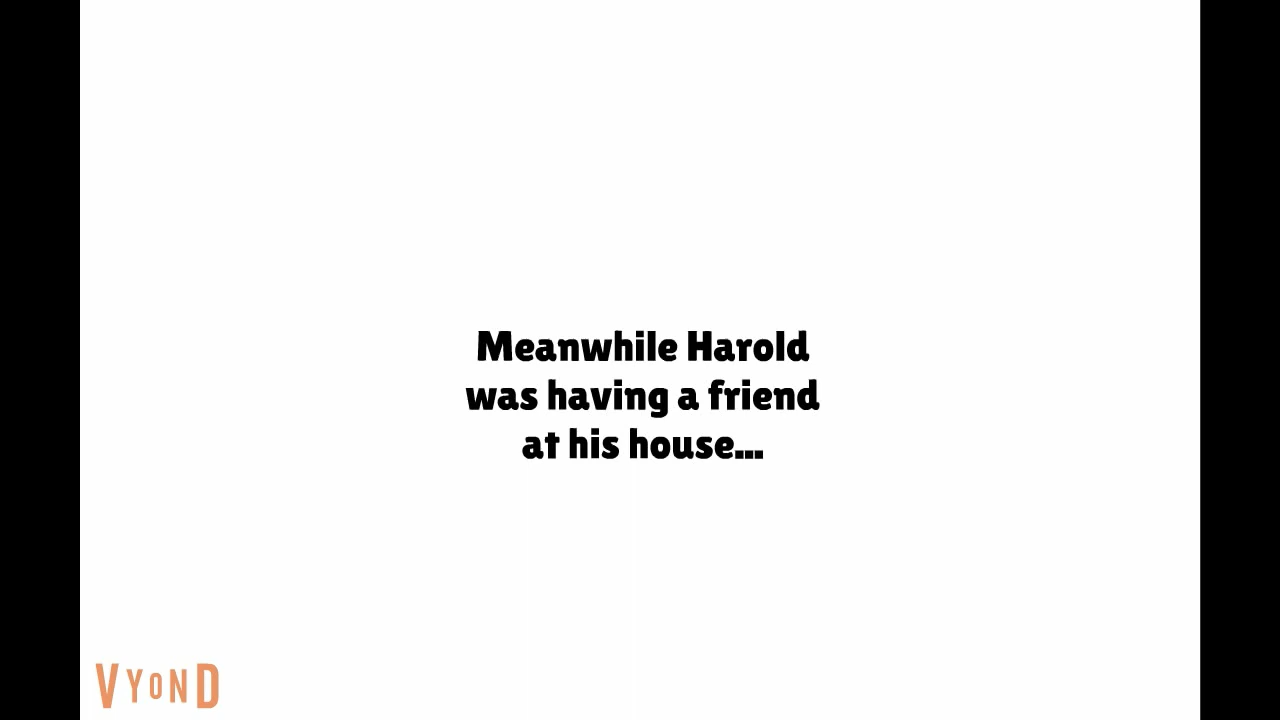 Meanwhile Harold
was having a friend
at his house...
VYOND